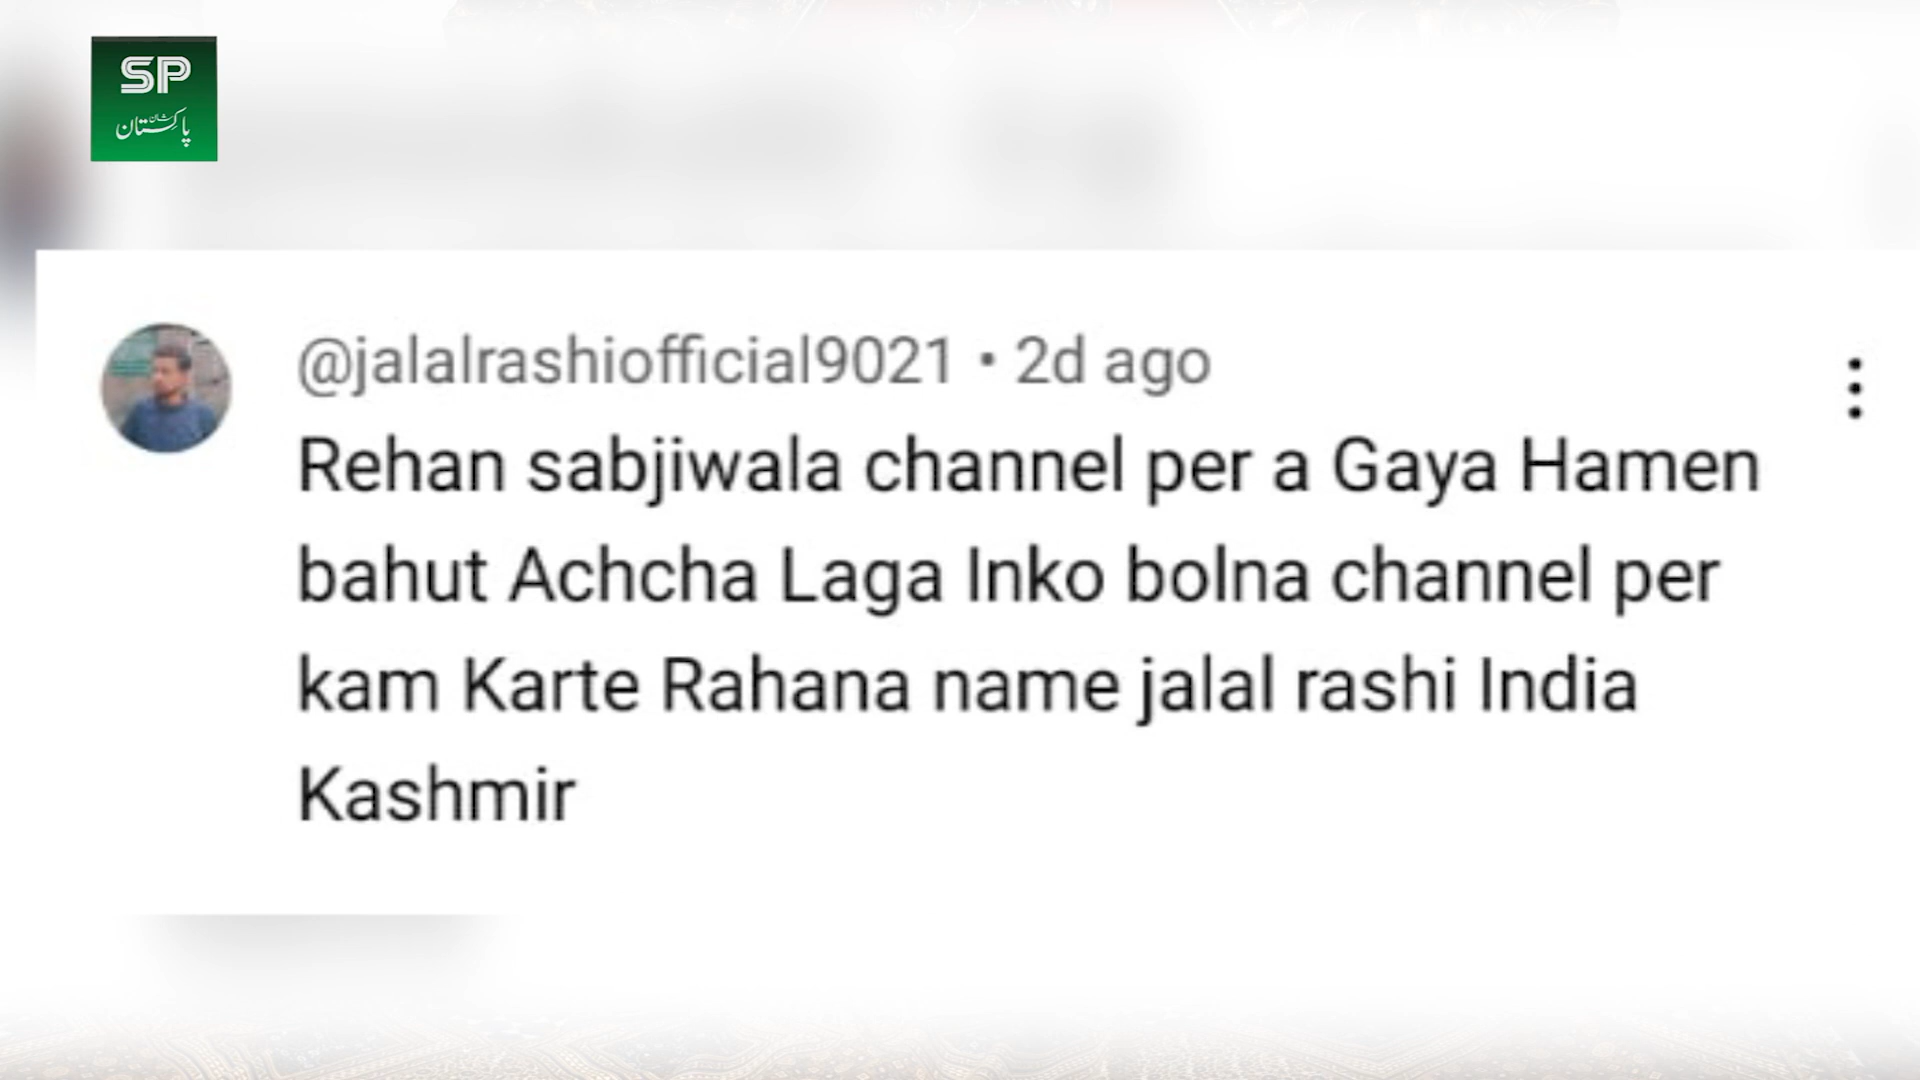 SP
شان
پاکستان
@jalalrashiofficial9021 • 2d ago
Rehan sabjiwala channel per a Gaya Hamen
bahut Achcha Laga Inko bolna channel per
kam Karte Rahana name jalal rashi India
Kashmir